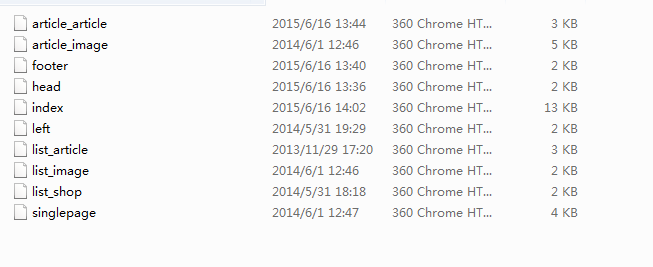 article_article 2015/6/16 13:44 360 Chrome HT... 3 KB
article_image 2014/6/1 12:46 360 Chrome HT... 5 KB
footer 2015/6/16 13:40 360 Chrome HT... 2 KB
head 2015/6/16 13:36 360 Chrome HT... 2 KB
index 2015/6/16 14:02 360 Chrome HT... 13 KB
left 2014/5/31 19:29 360 Chrome HT... 2 KB
list_article 2013/11/29 17:20 360 Chrome HT... 3 KB
list_image 2014/6/1 12:46 360 Chrome HT... 2 KB
list_shop 2014/5/31 18:18 360 Chrome HT... 2 KB
singlepage 2014/6/1 12:47 360 Chrome HT... 4 KB